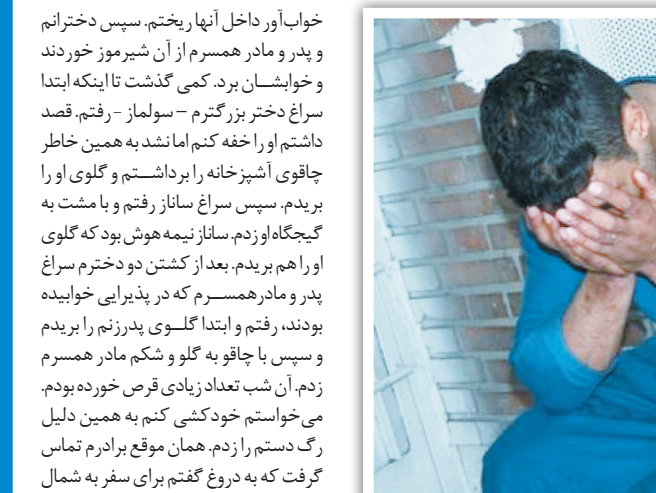 خواب‌آور داخل آنها ریختم. سپس دخترانم
و پدر و مادر همسرم از آن شیرموز خوردند
و خوابشان برد. کمی گذشت تا اینکه ابتدا
سراغ دختر بزرگترم – سولماز - رفتم. قصد
داشتم او را خفه کنم اما نشد به همین خاطر
چاقوی آشپزخانه را برداشتم و گلوی او را
بریدم. سپس سراغ ساناز رفتم و با مشت به
گیجگاه او زدم. ساناز نیمه هوش بود که گلوی
او را هم بریدم. بعد از کشتن دو دخترم سراغ
پدر و مادر همسرم که در پذیرایی خوابیده
بودند، رفتم و ابتدا گلوی پدرزنم را بریدم
و سپس با چاقو به گلو و شکم مادر همسرم
زدم. آن شب تعداد زیادی قرص خورده بودم.
می‌خواستم خودکشی کنم به همین دلیل
رگ دستم را زدم. همان موقع برادرم تماس
گرفت که به دروغ گفتم برای سفر به شمال